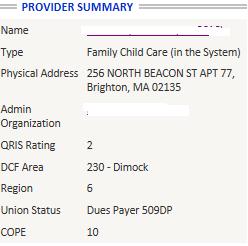 PROVIDER SUMMARY
Name
Type Family Child Care (in the System)
Physical Address 256 NORTH BEACON ST APT 77,
Brighton, MA 02135
Admin
Organization
QRIS Rating 2
DCF Area 230 - Dimock
Region 6
Union Status Dues Payer 509DP
COPE 10